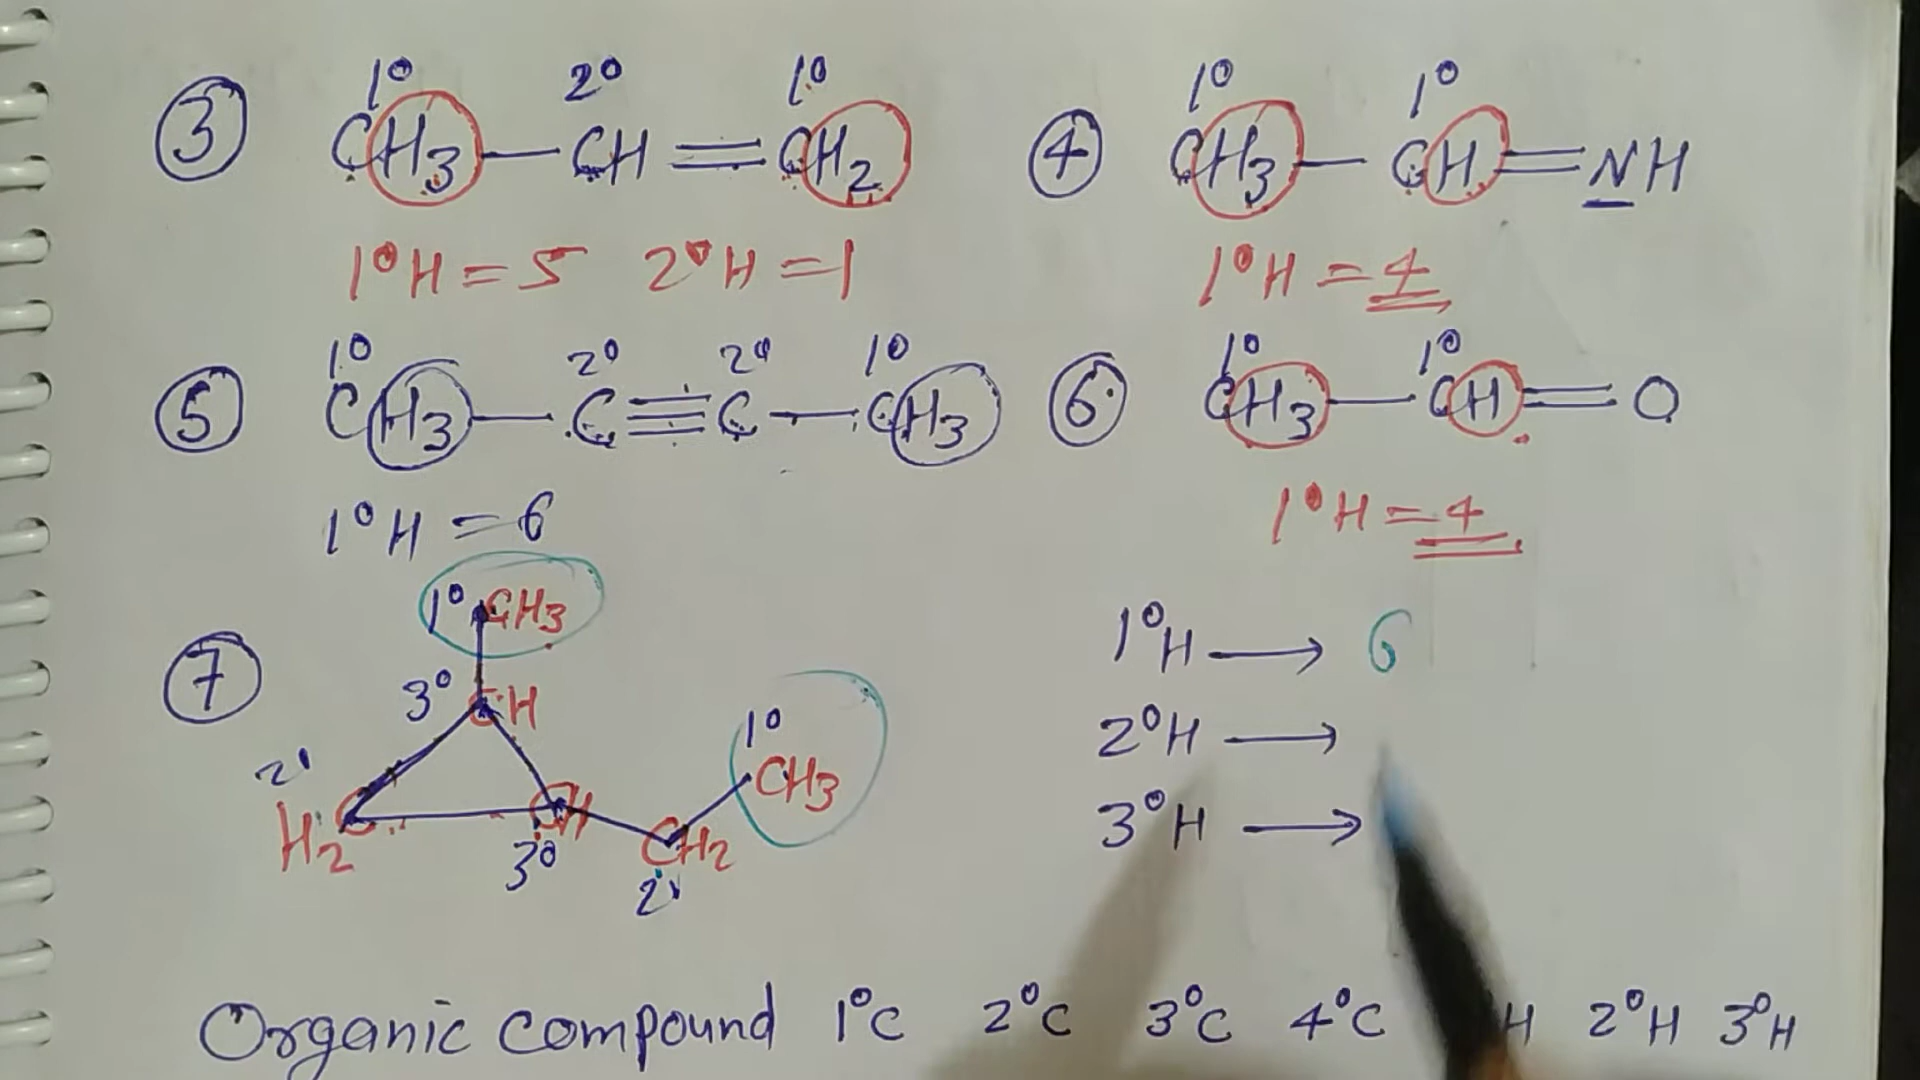 1° 2° 1°
③ CH3 — CH = CH2
1°H = 5 2°H = 1
1° 1°
④ CH3 — CH = NH
1°H = 4
1° 2° 2° 1°
⑤ CH3 — C ≡ C — CH3
1°H = 6
1° 1°
⑥ CH3 — CH = O
1°H = 4
⑦
1° CH3
3° CH
2° H2C
CH 3°
CH2 2°
1° CH3
1°H → 6
2°H →
3°H →
Organic compound 1°C 2°C 3°C 4°C H 2°H 3°H